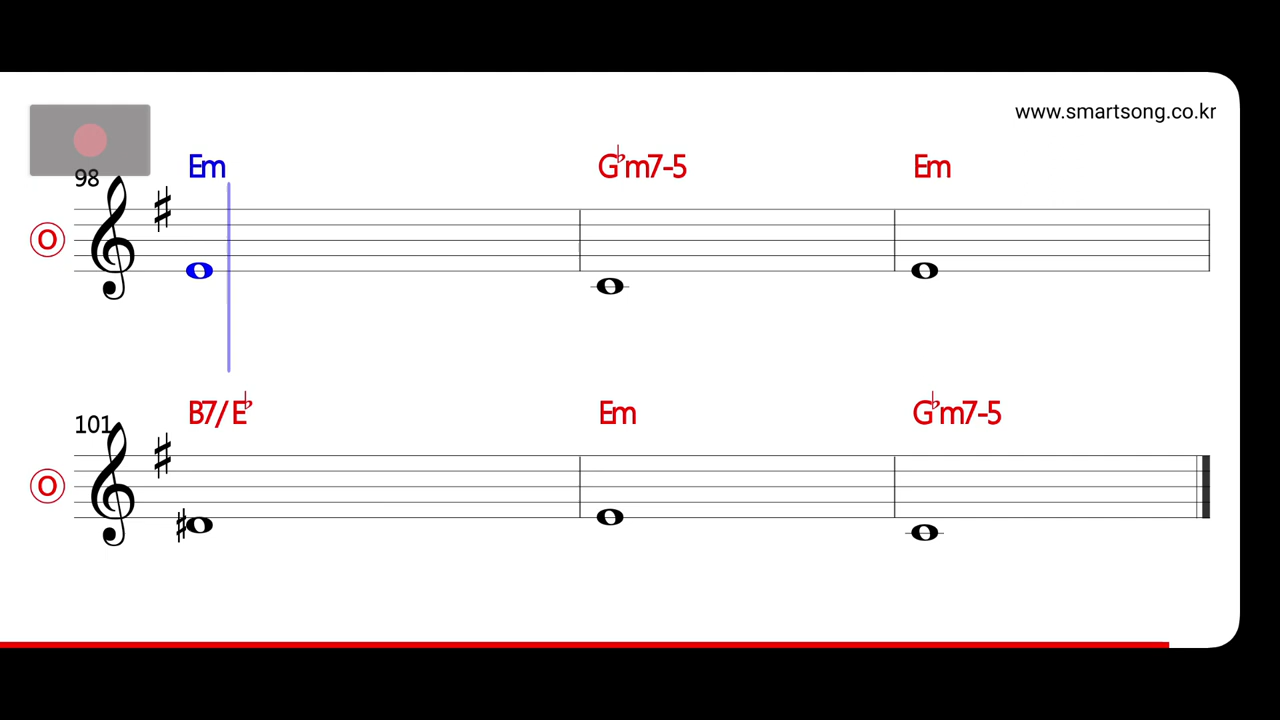 www.smartsong.co.kr
Em G♭m7-5 Em
98
O
B7/E♭ Em G♭m7-5
101
O